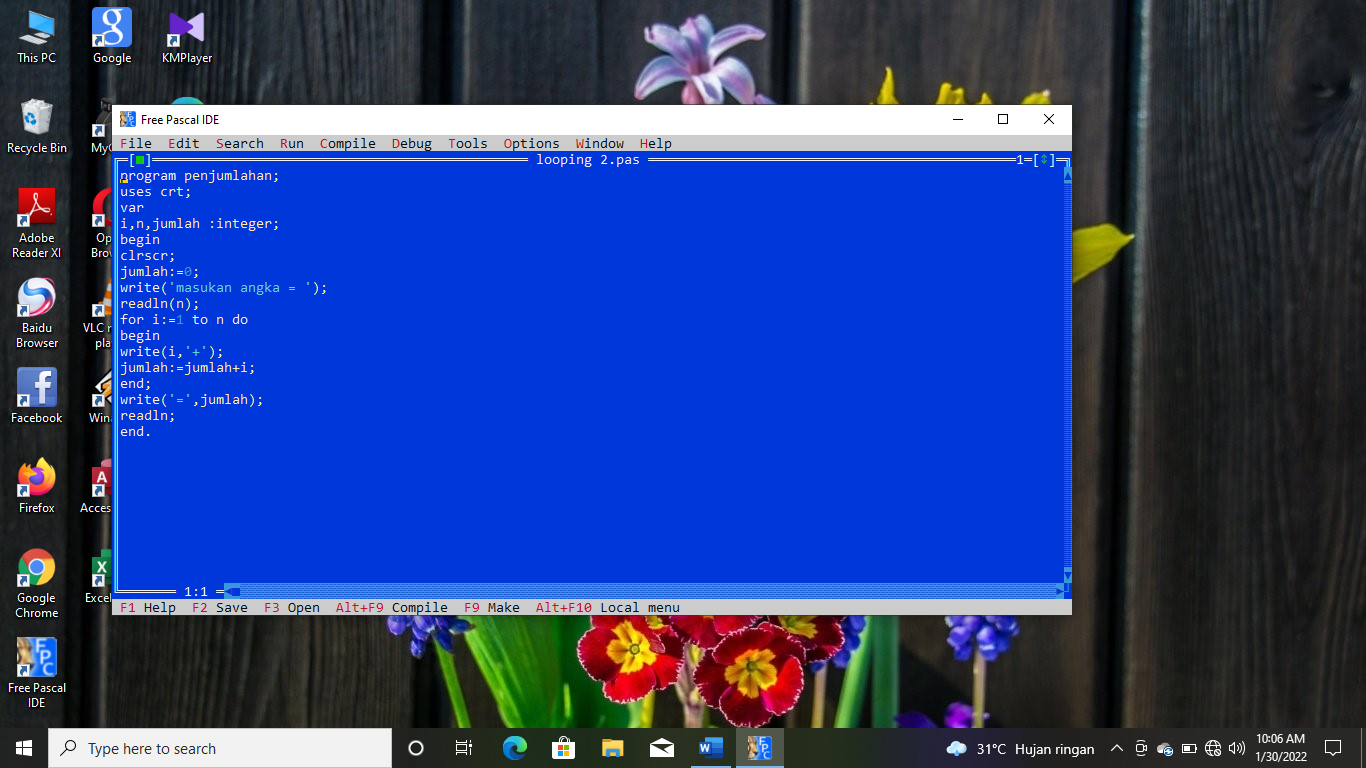 This PC
Google
KMPlayer
Recycle Bin
Adobe
Reader XI
Baidu
Browser
Facebook
Firefox
Google
Chrome
Free Pascal
IDE
Free Pascal IDE
File Edit Search Run Compile Debug Tools Options Window Help
looping 2.pas
1=[↕]
program penjumlahan;
uses crt;
var
i,n,jumlah :integer;
begin
clrscr;
jumlah:=0;
write('masukan angka = ');
readln(n);
for i:=1 to n do
begin
write(i,'+');
jumlah:=jumlah+i;
end;
write('=',jumlah);
readln;
end.
1:1
F1 Help F2 Save F3 Open Alt+F9 Compile F9 Make Alt+F10 Local menu
Type here to search
31°C Hujan ringan
10:06 AM
1/30/2022